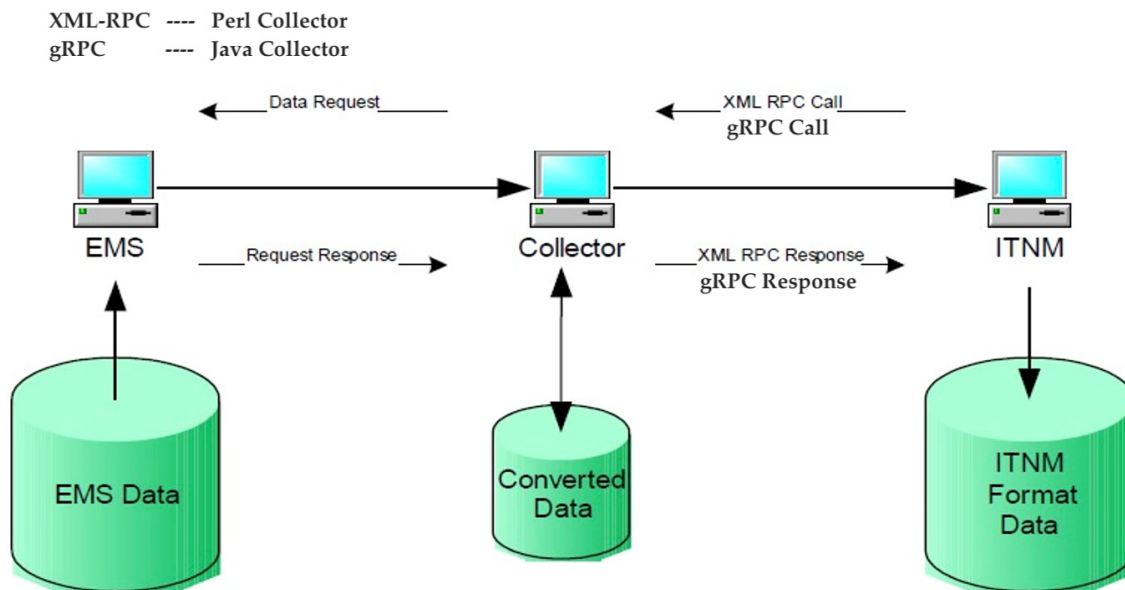 XML-RPC ---- Perl Collector
gRPC ---- Java Collector
Data Request
XML RPC Call
gRPC Call
EMS
Collector
ITNM
Request Response
XML RPC Response
gRPC Response
EMS Data
Converted
Data
ITNM
Format
Data